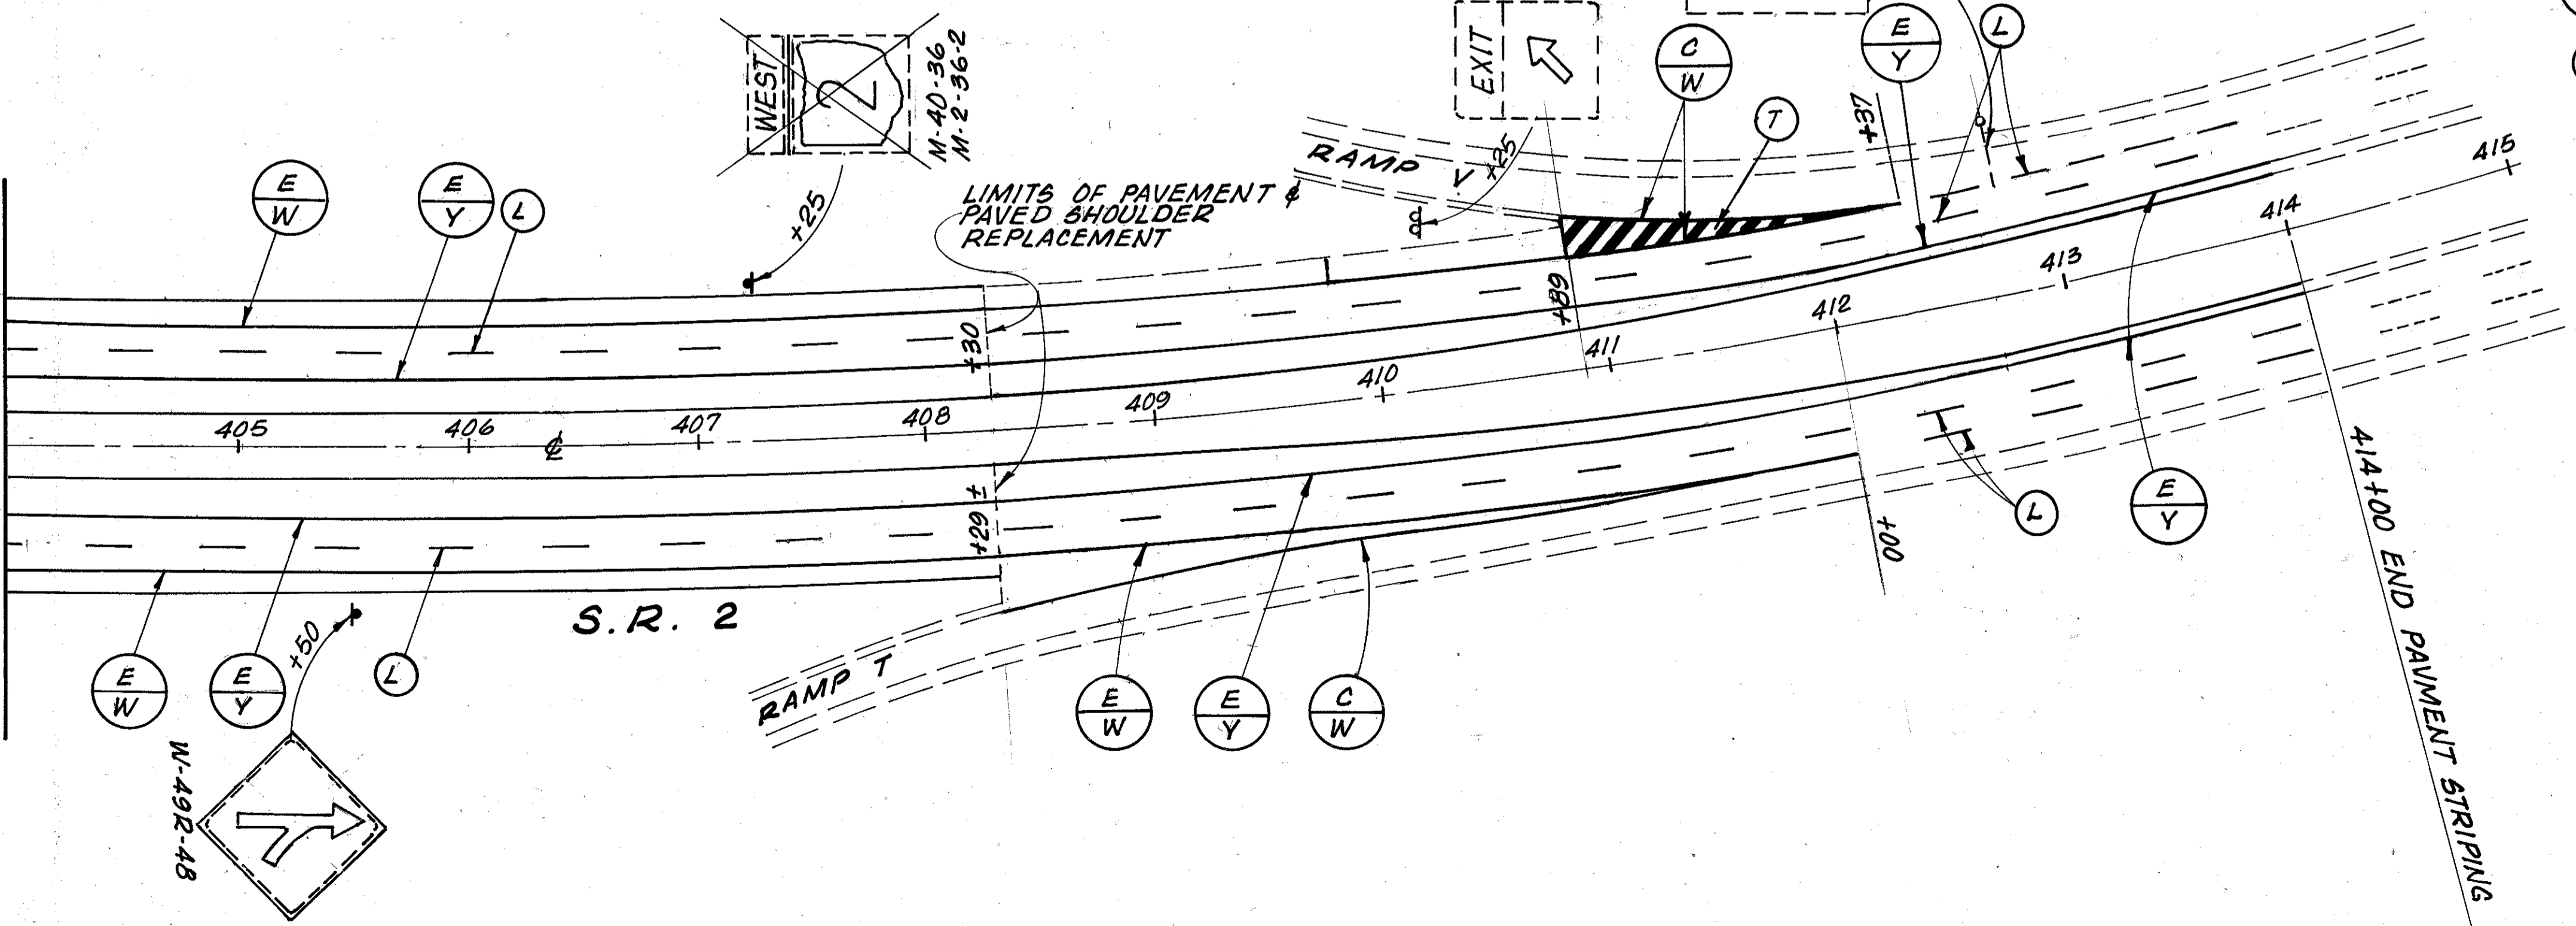 WEST
2
M-40-36
M-2-36-2
EXIT
C
W
E
Y
L
T
+37
+25
RAMP V
RAMP T
415
414
413
412
411
410
409
408
407
406
405
℄
E
W
E
Y
L
+25
LIMITS OF PAVEMENT &
PAVED SHOULDER
REPLACEMENT
+30
+29 ±
+89
+00
S.R. 2
E
W
E
Y
L
+50
W-49R-48
E
W
E
Y
C
W
L
E
Y
414+00 END PAVMENT STRIPING